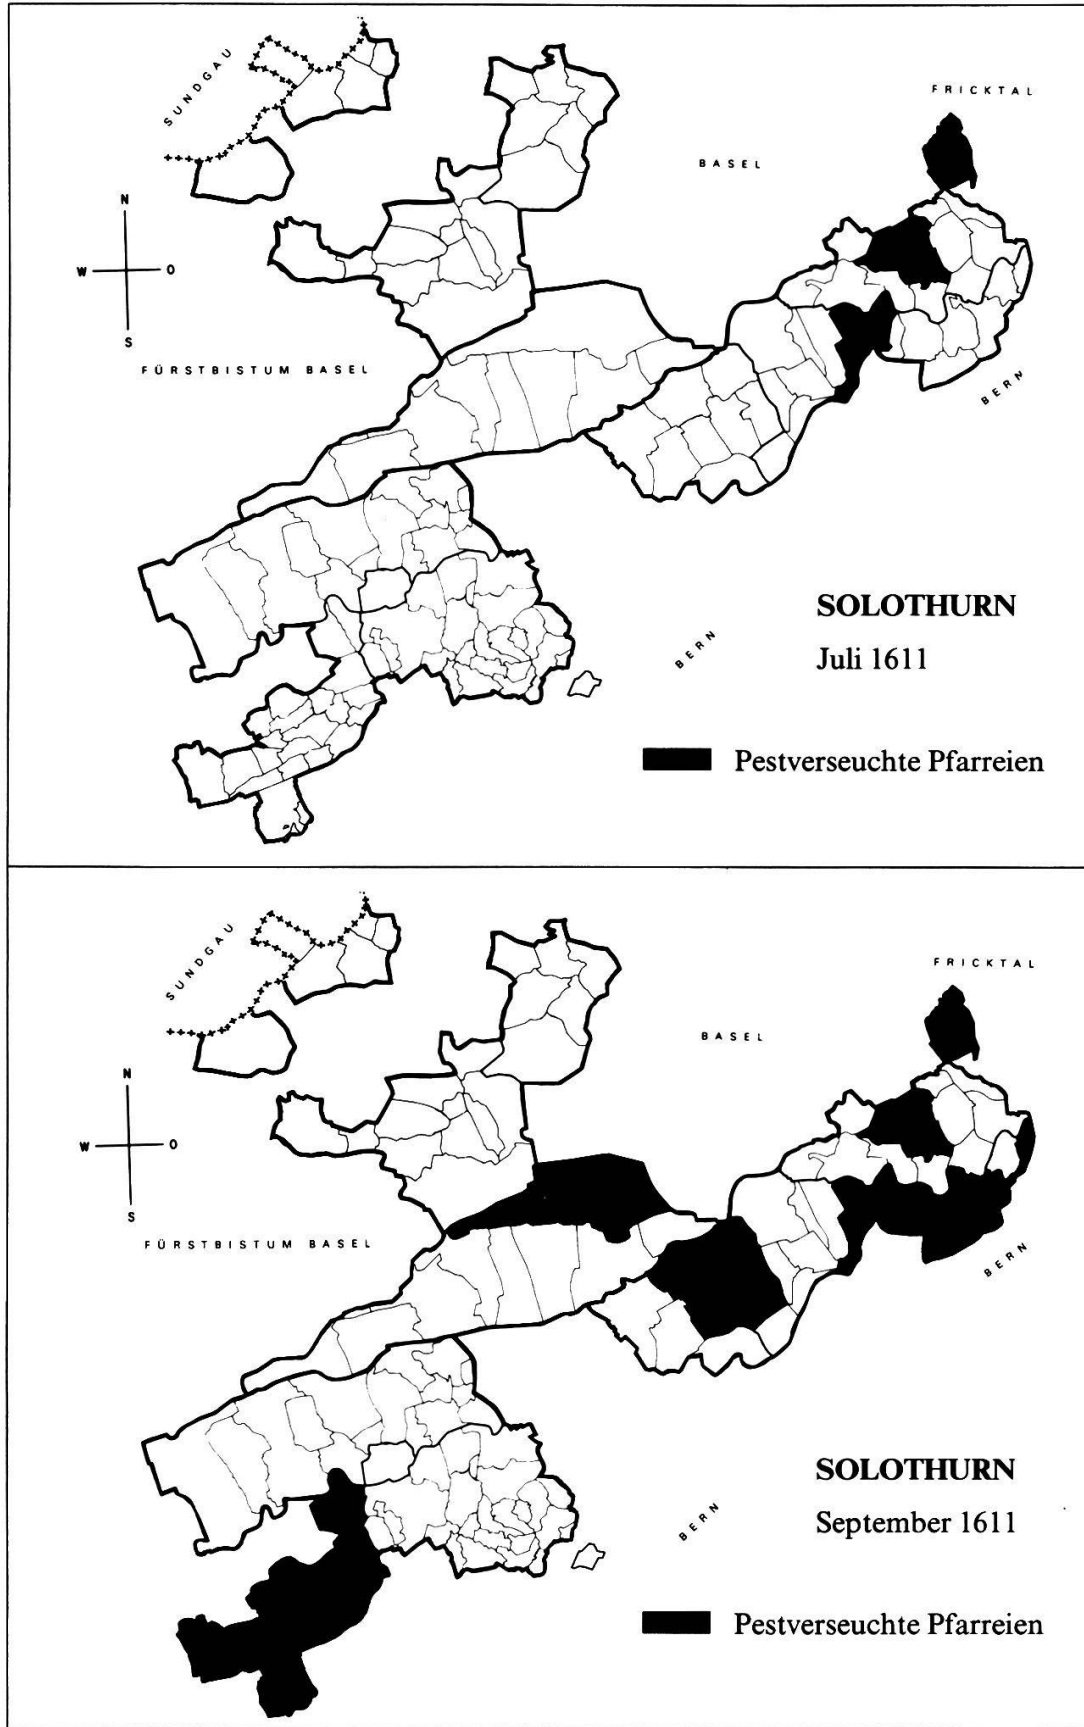 SUNDGAU
FRICKTAL
BASEL
N
W O
S
FÜRSTBISTUM BASEL
BERN
SOLOTHURN
BERN
Juli 1611
Pestverseuchte Pfarreien
SUNDGAU
FRICKTAL
BASEL
N
W O
S
FÜRSTBISTUM BASEL
BERN
SOLOTHURN
BERN
September 1611
Pestverseuchte Pfarreien